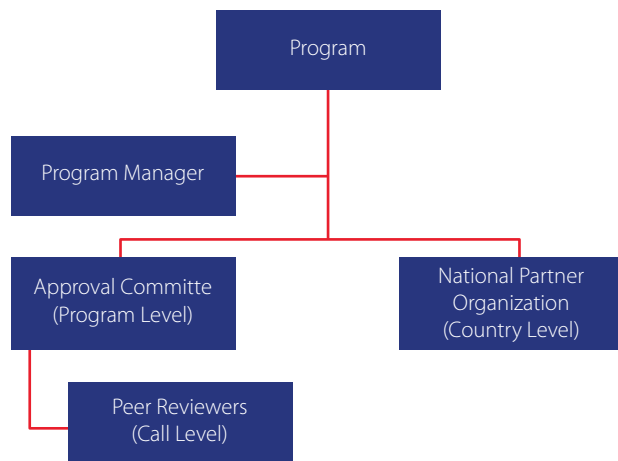 Program
Program Manager
Approval Committe
(Program Level)
National Partner
Organization
(Country Level)
Peer Reviewers
(Call Level)